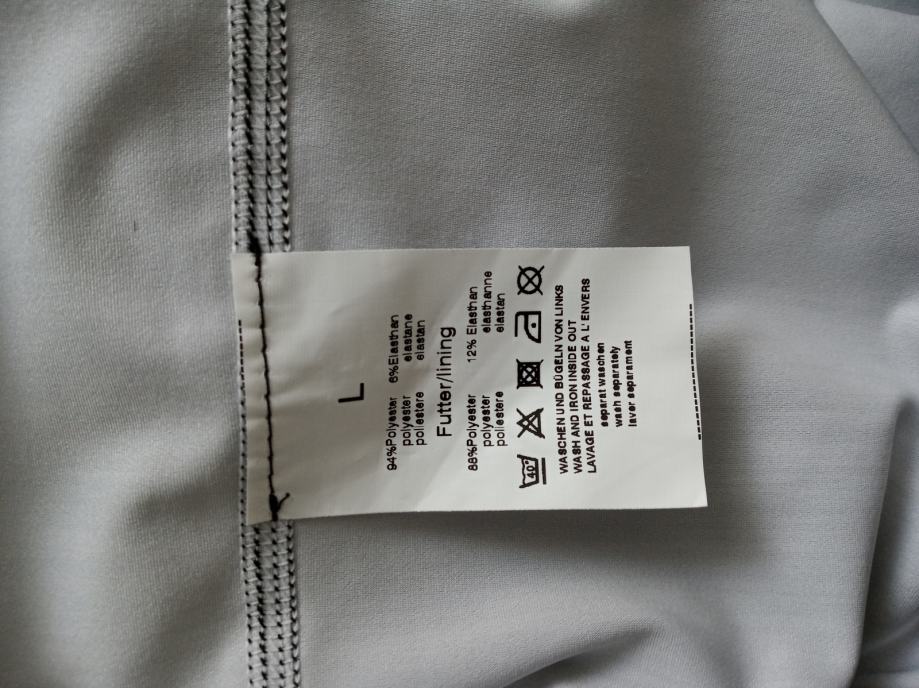 L
94%Polyester 6%Elasthan
polyester elastane
poliestere elastan
Futter/lining
88%Polyester 12% Elasthan
polyester elasthanne
poliestere elastan
40°
WASCHEN UND BÜGELN VON LINKS
WASH AND IRON INSIDE OUT
LAVAGE ET REPASSAGE A L'ENVERS
separat waschen
wash separately
laver separament